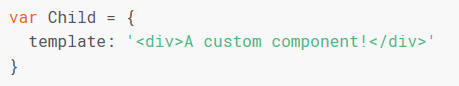 var Child = {
  template: '<div>A custom component!</div>'
}